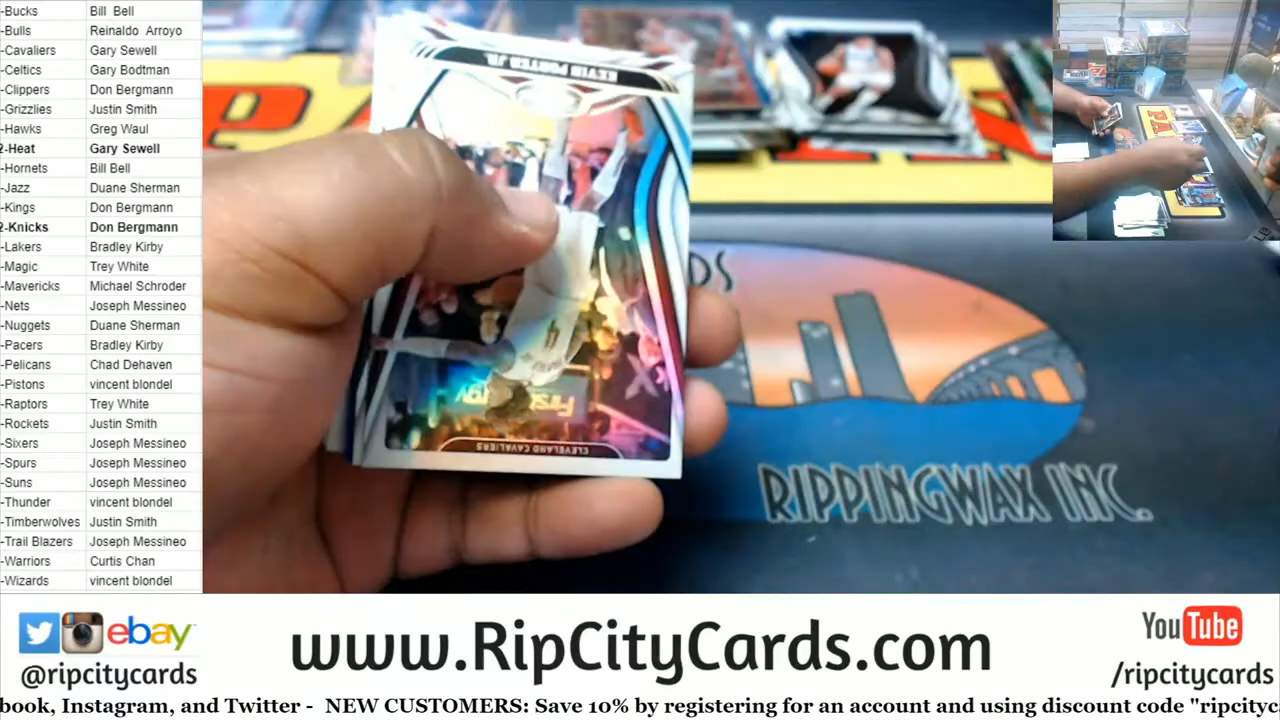 -Bucks Bill Bell
-Bulls Reinaldo Arroyo
-Cavaliers Gary Sewell
-Celtics Gary Bodtman
-Clippers Don Bergmann
-Grizzlies Justin Smith
-Hawks Greg Waul
2-Heat Gary Sewell
-Hornets Bill Bell
-Jazz Duane Sherman
-Kings Don Bergmann
2-Knicks Don Bergmann
-Lakers Bradley Kirby
-Magic Trey White
-Mavericks Michael Schroder
-Nets Joseph Messineo
-Nuggets Duane Sherman
-Pacers Bradley Kirby
-Pelicans Chad Dehaven
-Pistons vincent blondel
-Raptors Trey White
-Rockets Justin Smith
-Sixers Joseph Messineo
-Spurs Joseph Messineo
-Suns Joseph Messineo
-Thunder vincent blondel
-Timberwolves Justin Smith
-Trail Blazers Joseph Messineo
-Warriors Curtis Chan
-Wizards vincent blondel
KEVIN PORTER JR.
CLEVELAND CAVALIERS
RIPPINGWAX INC.
ebay
@ripcitycards
www.RipCityCards.com
YouTube
/ripcitycards
book, Instagram, and Twitter - NEW CUSTOMERS: Save 10% by registering for an account and using discount code "ripcityc